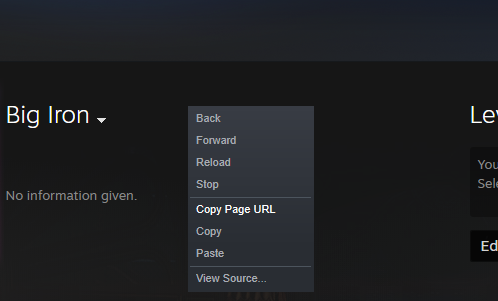 Big Iron
No information given.
Back
Forward
Reload
Stop
Copy Page URL
Copy
Paste
View Source...
Le
You
Sele
Ed